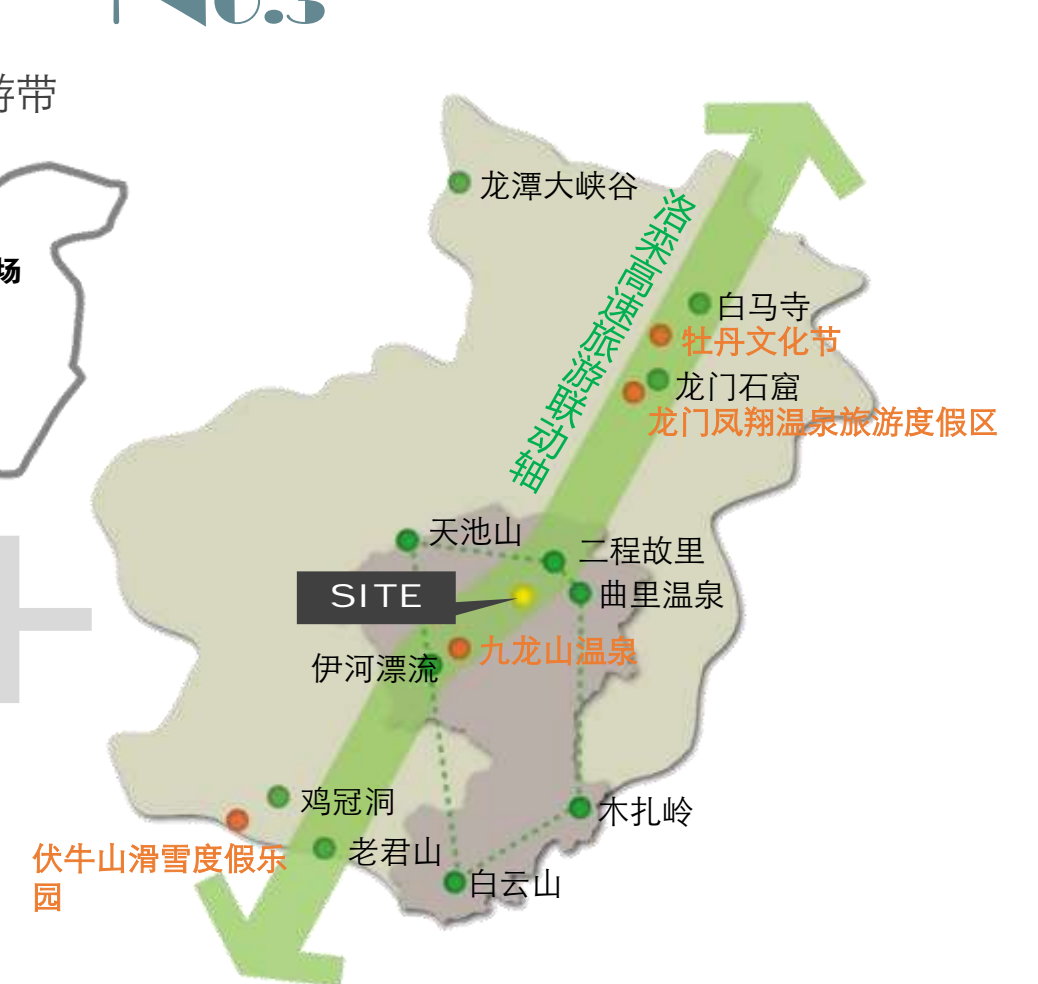 No.3
游带
场
龙潭大峡谷
洛栾高速旅游联动轴
白马寺
牡丹文化节
龙门石窟
龙门凤翔温泉旅游度假区
天池山
二程故里
SITE
曲里温泉
九龙山温泉
伊河漂流
鸡冠洞
木扎岭
伏牛山滑雪度假乐
园
老君山
白云山